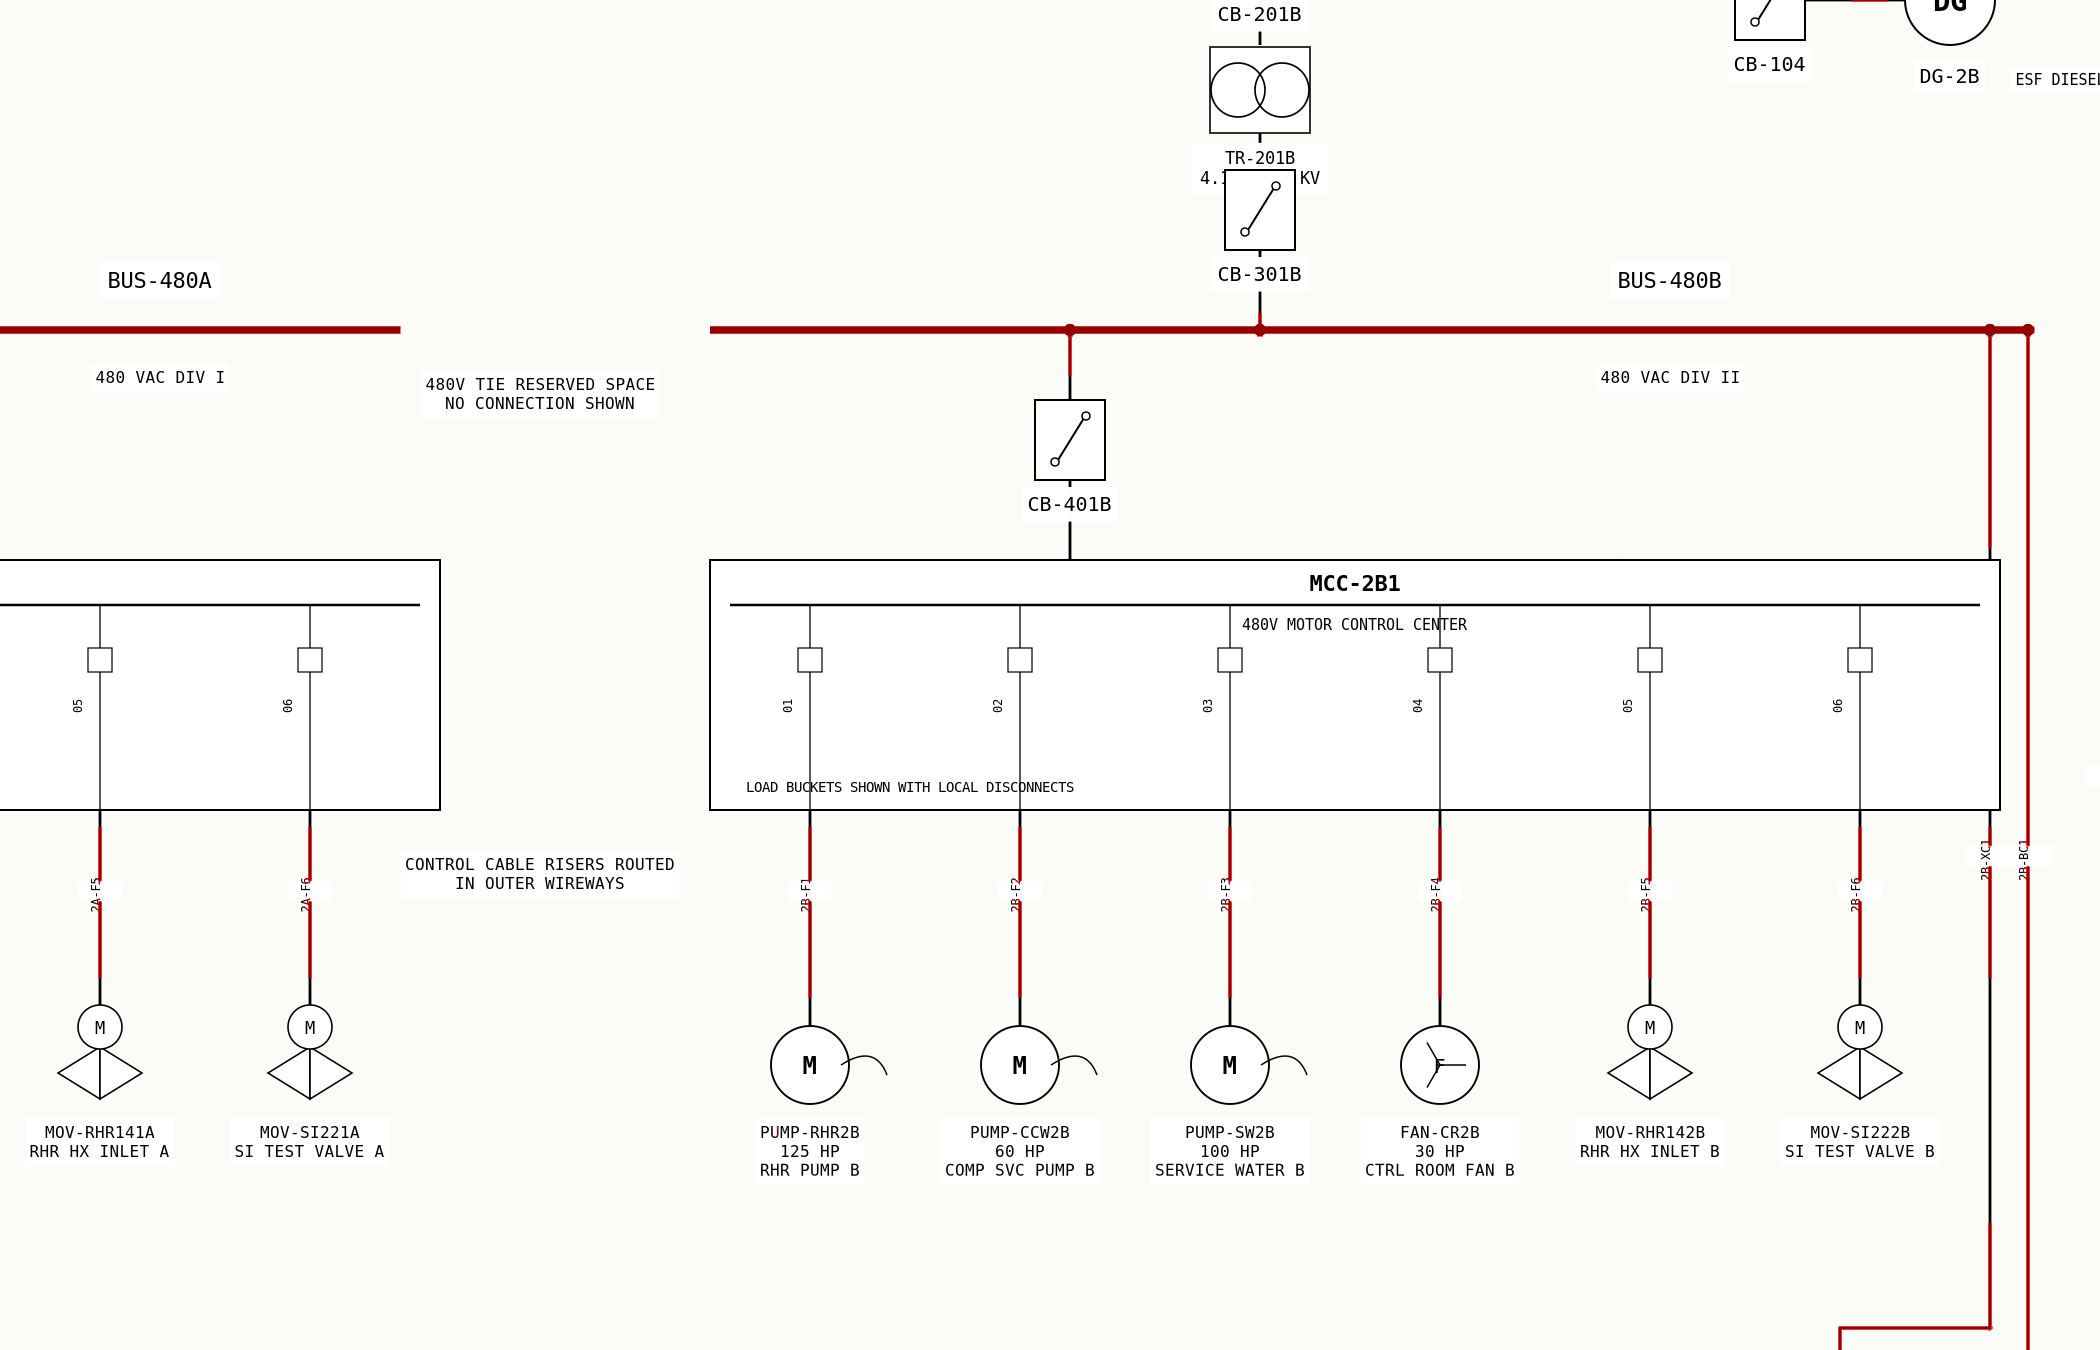 CB-201B
DG
CB-104
DG-2B
ESF DIESEL
TR-201B
KV
CB-301B
BUS-480A
BUS-480B
480 VAC DIV I
480V TIE RESERVED SPACE
NO CONNECTION SHOWN
480 VAC DIV II
CB-401B
MCC-2B1
480V MOTOR CONTROL CENTER
05
06
01
02
03
04
05
06
LOAD BUCKETS SHOWN WITH LOCAL DISCONNECTS
CONTROL CABLE RISERS ROUTED
IN OUTER WIREWAYS
2A-F5
2A-F6
2B-F1
2B-F2
2B-F3
2B-F4
2B-F5
2B-F6
2B-XC1
2B-BC1
M
M
M
M
M
F
M
M
MOV-RHR141A
RHR HX INLET A
MOV-SI221A
SI TEST VALVE A
PUMP-RHR2B
125 HP
RHR PUMP B
PUMP-CCW2B
60 HP
COMP SVC PUMP B
PUMP-SW2B
100 HP
SERVICE WATER B
FAN-CR2B
30 HP
CTRL ROOM FAN B
MOV-RHR142B
RHR HX INLET B
MOV-SI222B
SI TEST VALVE B